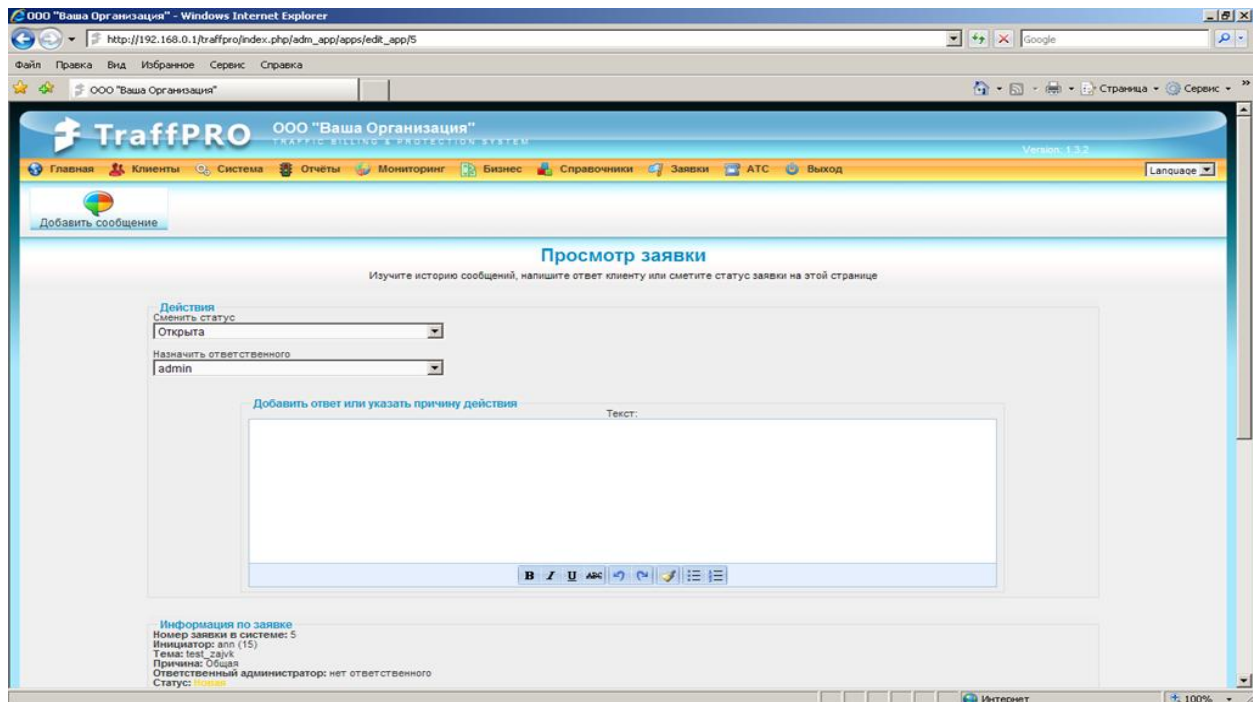 ООО "Ваша Организация" - Windows Internet Explorer
http://192.168.0.1/traffpro/index.php/adm_app/apps/edit_app/5
Google
Файл Правка Вид Избранное Сервис Справка
ООО "Ваша Организация"
Страница
Сервис
TraffPRO
ООО "Ваша Организация"
TRAFFIC BILLING & PROTECTION SYSTEM
Version: 1.3.2
Главная Клиенты Система Отчёты Мониторинг Бизнес Справочники Заявки АТС Выход
Language
Добавить сообщение
Просмотр заявки
Изучите историю сообщений, напишите ответ клиенту или сметите статус заявки на этой странице
Действия
Сменить статус
Открыта
Назначить ответственного
admin
Добавить ответ или указать причину действия
Текст:
B I U ABC
Информация по заявке
Номер заявки в системе: 5
Инициатор: ann (15)
Тема: test_zajvk
Причина: Общая
Ответственный администратор: нет ответственного
Статус: Новая
Интернет
100%